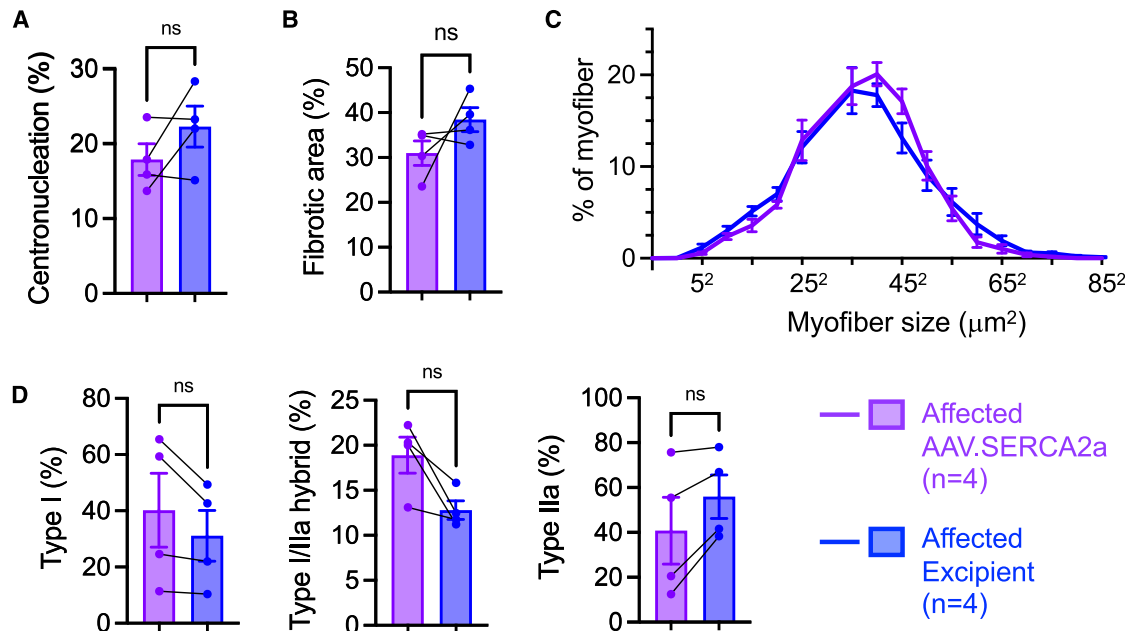 A
ns
Centronucleation (%)
30
20
10
0
B
ns
Fibrotic area (%)
50
40
30
20
10
0
C
% of myofiber
20
10
0
5² 25² 45² 65² 85²
Myofiber size (μm²)
D
ns
Type I (%)
80
60
40
20
0
ns
Type I/IIa hybrid (%)
25
20
15
10
5
0
ns
Type IIa (%)
100
80
60
40
20
0
Affected
AAV.SERCA2a
(n=4)
Affected
Excipient
(n=4)